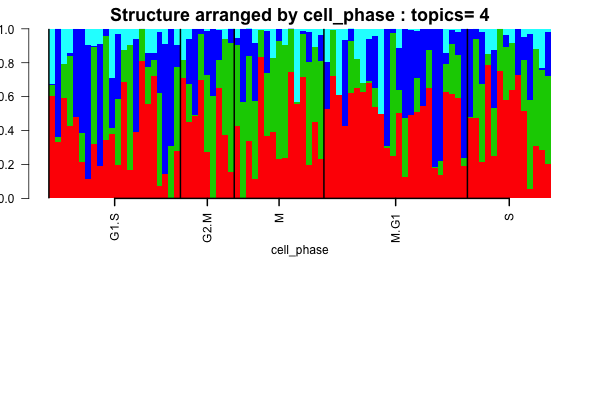 Structure arranged by cell_phase : topics= 4
1.0
0.8
0.6
0.4
0.2
0.0
G1.S
G2.M
M
M.G1
S
cell_phase